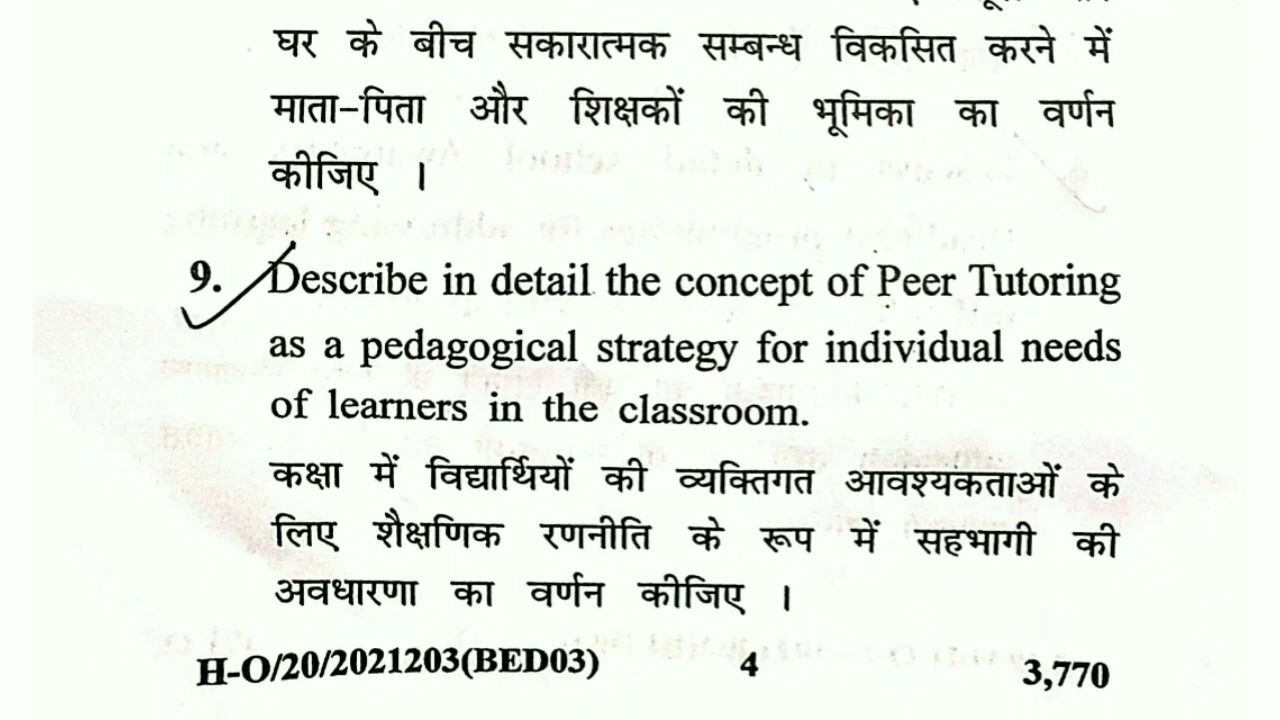 घर के बीच सकारात्मक सम्बन्ध विकसित करने में
माता-पिता और शिक्षकों की भूमिका का वर्णन
कीजिए ।
9. Describe in detail the concept of Peer Tutoring
as a pedagogical strategy for individual needs
of learners in the classroom.
कक्षा में विद्यार्थियों की व्यक्तिगत आवश्यकताओं के
लिए शैक्षणिक रणनीति के रूप में सहभागी की
अवधारणा का वर्णन कीजिए ।
H-O/20/2021203(BED03) 4 3,770